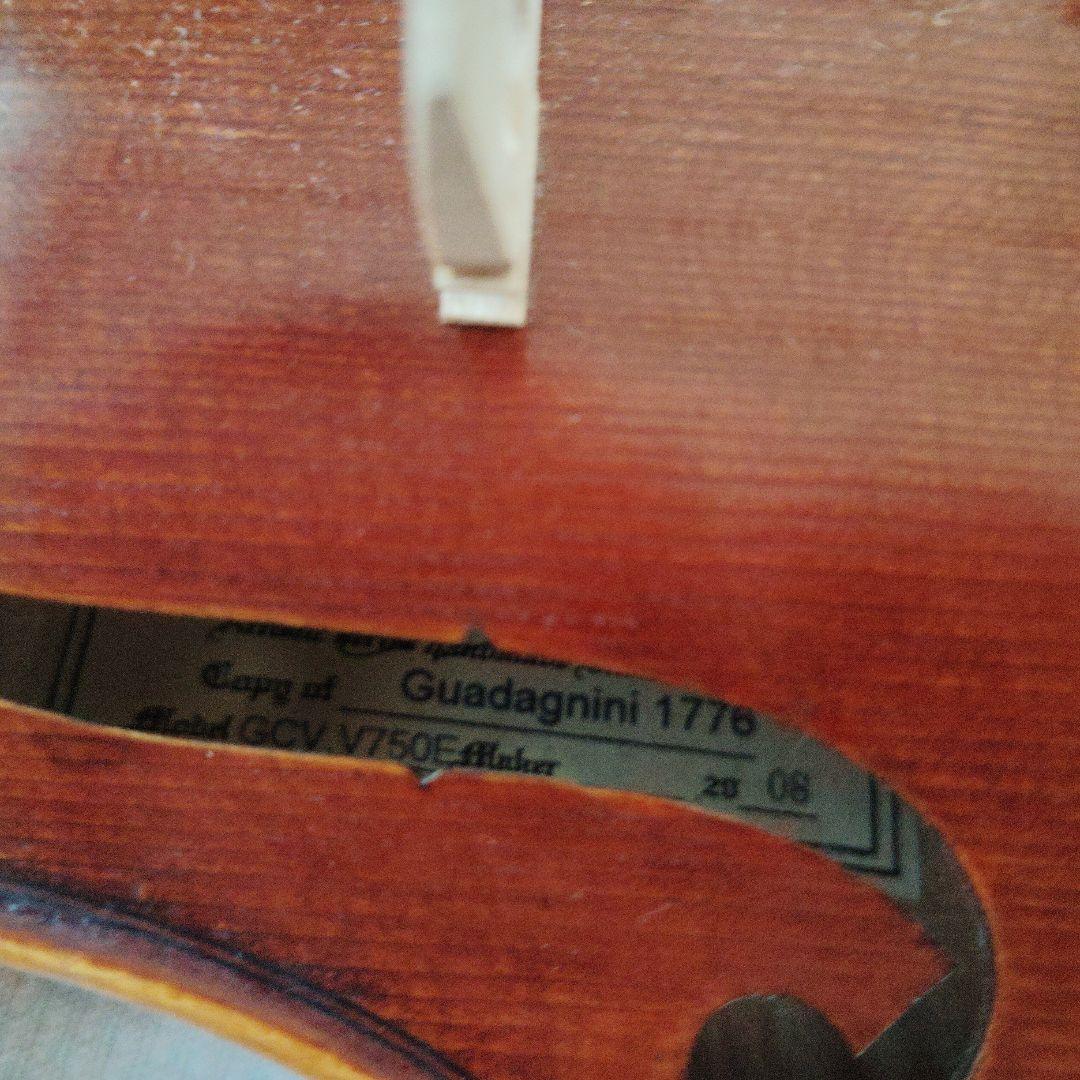 Copy of Guadagnini 1776
Model GCV V750E Maker
20 08